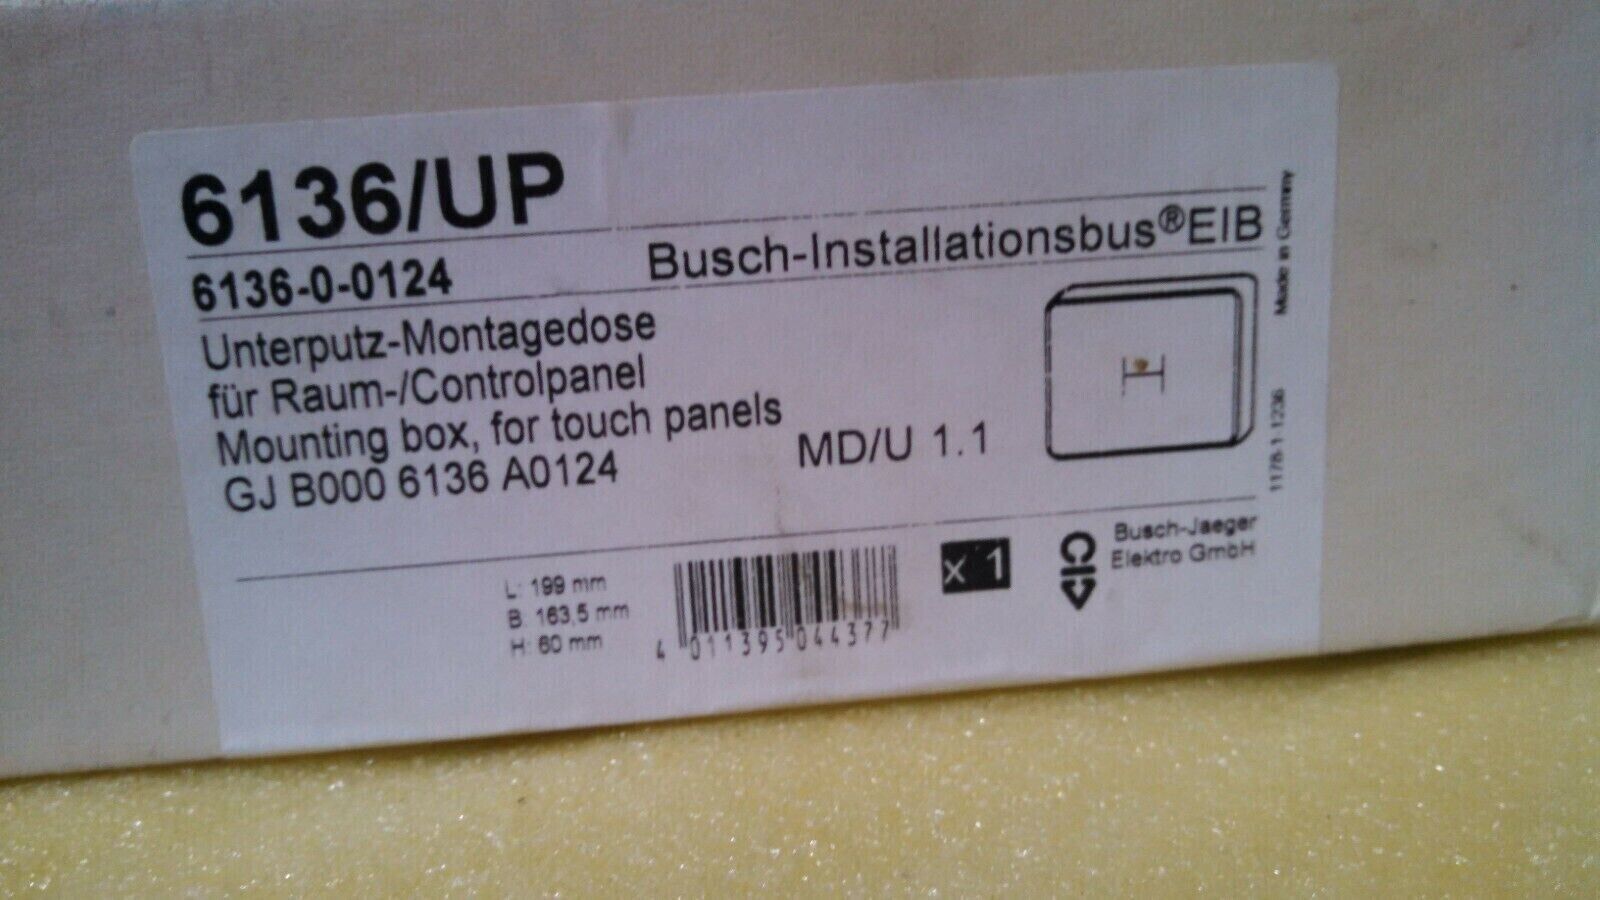 6136/UP
6136-0-0124
Busch-Installationsbus®EIB
Unterputz-Montagedose
für Raum-/Controlpanel
Mounting box, for touch panels
GJ B000 6136 A0124
MD/U 1.1
Made in Germany
1178-1-1236
L: 199 mm
B: 163,5 mm
H: 60 mm
4 011395 044377
x 1
Busch-Jaeger
Elektro GmbH